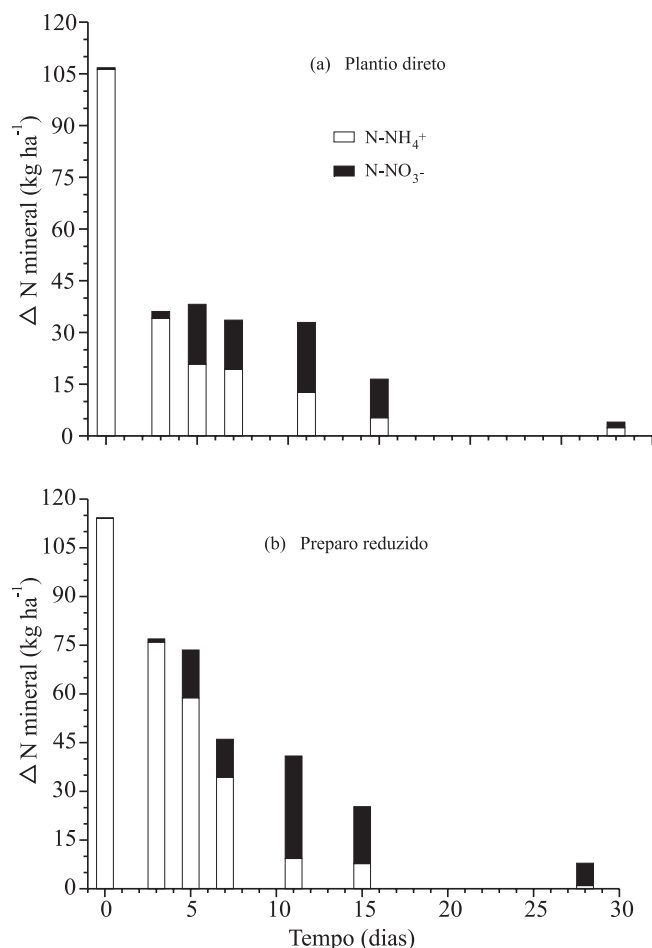 120
(a) Plantio direto
105
90
N-NH₄⁺
75
N-NO₃⁻
60
45
30
15
0
Δ N mineral (kg ha⁻¹)
120
(b) Preparo reduzido
105
90
75
60
45
30
15
0
Δ N mineral (kg ha⁻¹)
0 5 10 15 20 25 30
Tempo (dias)